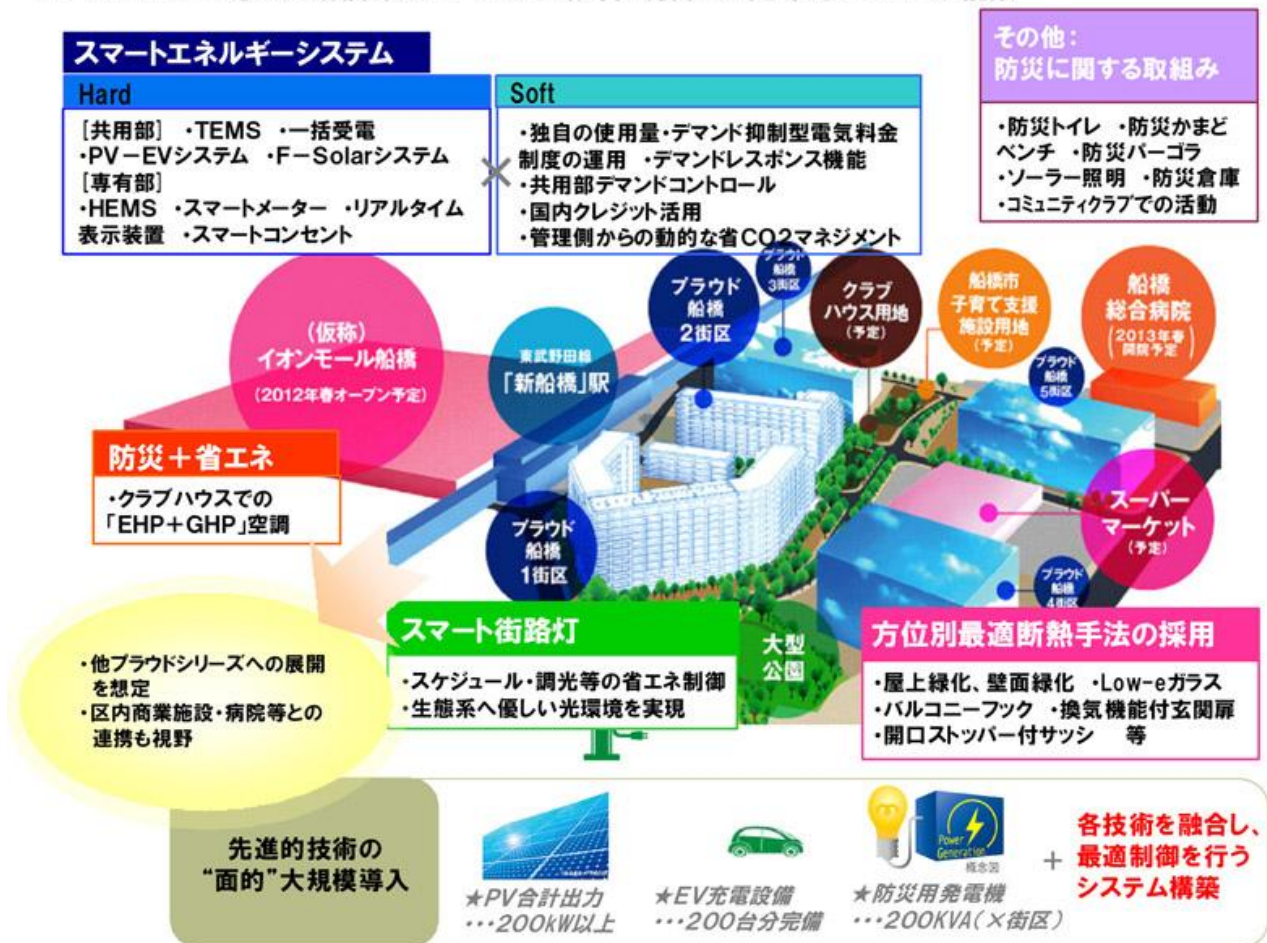 スマートエネルギーシステム
Hard
[共用部] ・TEMS ・一括受電
・PV-EVシステム ・F-Solarシステム
[専有部]
・HEMS ・スマートメーター ・リアルタイム
表示装置 ・スマートコンセント
×
Soft
・独自の使用量・デマンド抑制型電気料金
制度の運用 ・デマンドレスポンス機能
・共用部デマンドコントロール
・国内クレジット活用
・管理側からの動的な省CO2マネジメント
その他:
防災に関する取組み
・防災トイレ ・防災かまど
ベンチ ・防災パーゴラ
・ソーラー照明 ・防災倉庫
・コミュニティクラブでの活動
(仮称)
イオンモール船橋
(2012年春オープン予定)
東武野田線
「新船橋」駅
プラウド
船橋
2街区
プラウド
船橋
3街区
クラブ
ハウス用地
(予定)
船橋市
子育て支援
施設用地
(予定)
船橋
総合病院
(2013年春
開院予定)
プラウド
船橋
5街区
防災+省エネ
・クラブハウスでの
「EHP+GHP」空調
プラウド
船橋
1街区
スーパー
マーケット
(予定)
プラウド
船橋
4街区
・他プラウドシリーズへの展開
を想定
・区内商業施設・病院等との
連携も視野
スマート街路灯
・スケジュール・調光等の省エネ制御
・生態系へ優しい光環境を実現
大型
公園
方位別最適断熱手法の採用
・屋上緑化、壁面緑化 ・Low-eガラス
・バルコニーフック ・換気機能付玄関扉
・開口ストッパー付サッシ 等
先進的技術の
“面的”大規模導入
★PV合計出力
・・・200kW以上
★EV充電設備
・・・200台分完備
Power
Generation
概念図
★防災用発電機
・・・200KVA(×街区)
+
各技術を融合し、
最適制御を行う
システム構築